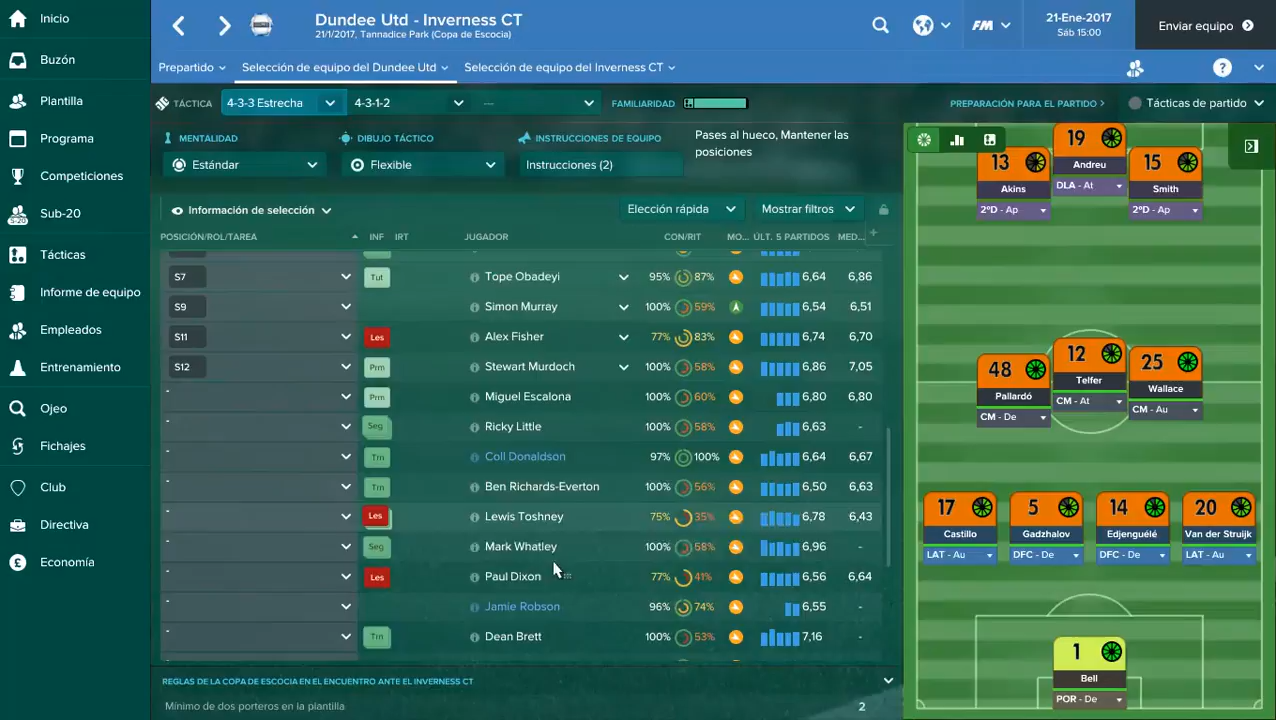 Inicio
Buzón
Plantilla
Programa
Competiciones
Sub-20
Tácticas
Informe de equipo
Empleados
Entrenamiento
Ojeo
Fichajes
Club
Directiva
Economía
Dundee Utd - Inverness CT
21/1/2017, Tannadice Park (Copa de Escocia)
FM
21-Ene-2017
Sáb 15:00
Enviar equipo
Prepartido
Selección de equipo del Dundee Utd
Selección de equipo del Inverness CT
?
TÁCTICA
4-3-3 Estrecha
4-3-1-2
---
FAMILIARIDAD
PREPARACIÓN PARA EL PARTIDO >
Tácticas de partido
MENTALIDAD
DIBUJO TÁCTICO
INSTRUCCIONES DE EQUIPO
Pases al hueco, Mantener las posiciones
Estándar
Flexible
Instrucciones (2)
Información de selección
Elección rápida
Mostrar filtros
POSICIÓN/ROL/TAREA INF IRT JUGADOR CON/RIT MO... ÚLT. 5 PARTIDOS MED...
S7 Tut Tope Obadeyi 95% 87% 6,64 6,86
S9 Simon Murray 100% 59% 6,54 6,51
S11 Les Alex Fisher 77% 83% 6,74 6,70
S12 Prm Stewart Murdoch 100% 58% 6,86 7,05
- Prm Miguel Escalona 100% 60% 6,80 6,80
- Seg Ricky Little 100% 58% 6,63 -
- Trn Coll Donaldson 97% 100% 6,64 6,67
- Trn Ben Richards-Everton 100% 56% 6,50 6,63
- Les Lewis Toshney 75% 35% 6,78 6,43
- Seg Mark Whatley 100% 58% 6,96 -
- Les Paul Dixon 77% 41% 6,56 6,64
- Jamie Robson 96% 74% 6,55 -
- Trn Dean Brett 100% 53% 7,16 -
REGLAS DE LA COPA DE ESCOCIA EN EL ENCUENTRO ANTE EL INVERNESS CT
Mínimo de dos porteros en la plantilla 2
19
Andreu
DLA - At
13
Akins
2ºD - Ap
15
Smith
2ºD - Ap
48
Pallardó
CM - De
12
Telfer
CM - At
25
Wallace
CM - Au
17
Castillo
LAT - Au
5
Gadzhalov
DFC - De
14
Edjenguélé
DFC - De
20
Van der Struijk
LAT - Au
1
Bell
POR - De